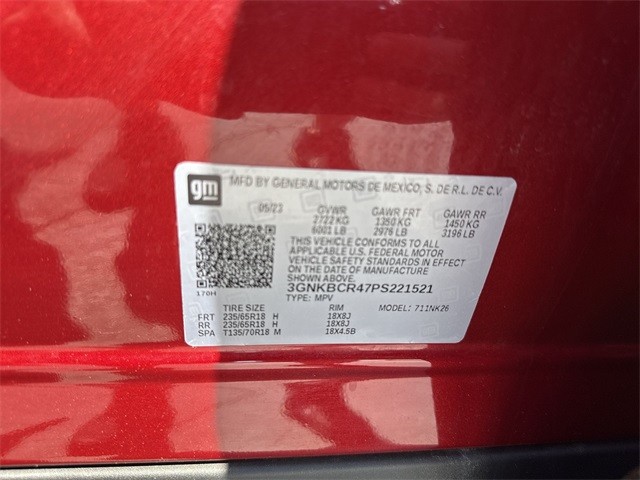 gm
MFD BY GENERAL MOTORS DE MEXICO, S. DE R.L. DE C.V.
05/23 GVWR GAWR FRT GAWR RR
2722 KG 1350 KG 1450 KG
6001 LB 2976 LB 3196 LB
THIS VEHICLE CONFORMS TO ALL
APPLICABLE U.S. FEDERAL MOTOR
VEHICLE SAFETY STANDARDS IN EFFECT
ON THE DATE OF MANUFACTURE
SHOWN ABOVE.
3GNKBCR47PS221521
170H TYPE: MPV
TIRE SIZE RIM MODEL: 711NK26
FRT 235/65R18 H 18X8J
RR 235/65R18 H 18X8J
SPA T135/70R18 M 18X4.5B